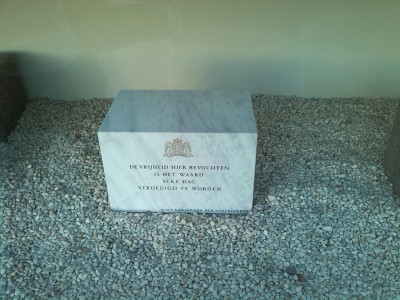 DE VRIJHEID HIER BEVOCHTEN
IS HET WAARD
ELKE DAG
VERDEDIGD TE WORDEN